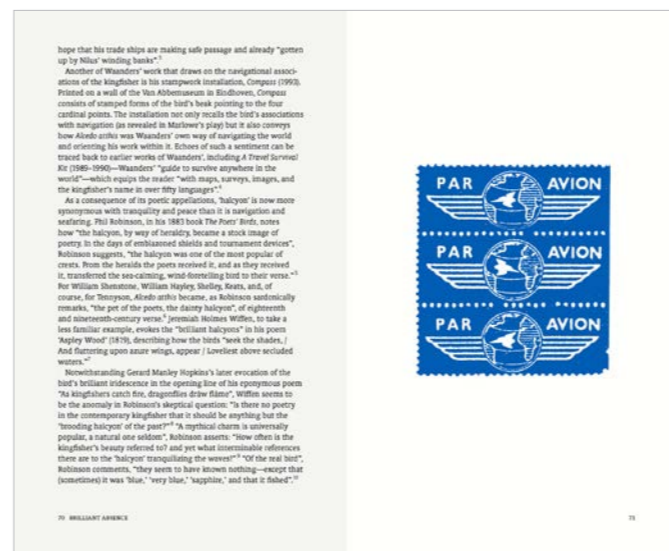 hope that his trade ships are making safe passage and already “gotten
up by Nilus’ winding banks”.³
Another of Waanders’ work that draws on the navigational associ-
ations of the kingfisher is his stampwork installation, Compass (1993).
Printed on a wall of the Van Abbemuseum in Eindhoven, Compass
consists of stamped forms of the bird’s beak pointing to the four
cardinal points. The installation not only recalls the bird’s associations
with navigation (as revealed in Marlowe’s play) but it also conveys
how Alcedo atthis was Waanders’ own way of navigating the world
and orienting his work within it. Echoes of such a sentiment can be
traced back to earlier works of Waanders’, including A Travel Survival
Kit (1989–1990)—Waanders’ “guide to survive anywhere in the
world”—which equips the reader “with maps, surveys, images, and
the kingfisher’s name in over fifty languages”.⁴
As a consequence of its poetic appellations, ‘halcyon’ is now more
synonymous with tranquility and peace than it is navigation and
seafaring. Phil Robinson, in his 1883 book The Poets’ Birds, notes
how “the halcyon, by way of heraldry, became a stock image of
poetry. In the days of emblazoned shields and tournament devices”,
Robinson suggests, “the halcyon was one of the most popular of
crests. From the heralds the poets received it, and as they received
it, transferred the sea-calming, wind-foretelling bird to their verse.”⁵
For William Shenstone, William Hayley, Shelley, Keats, and, of
course, for Tennyson, Alcedo atthis became, as Robinson sardonically
remarks, “the pet of the poets, the dainty halcyon”, of eighteenth
and nineteenth-century verse.⁶ Jeremiah Holmes Wiffen, to take a
less familiar example, evokes the “brilliant halcyons” in his poem
‘Aspley Wood’ (1819), describing how the birds “seek the shades, /
And fluttering upon azure wings, appear / Loveliest above secluded
waters.”⁷
Notwithstanding Gerard Manley Hopkins’s later evocation of the
bird’s brilliant iridescence in the opening line of his eponymous poem
“As kingfishers catch fire, dragonflies dráw fláme”, Wiffen seems to
be the anomaly in Robinson’s skeptical question: “Is there no poetry
in the contemporary kingfisher that it should be anything but the
‘brooding halcyon’ of the past?”⁸ “A mythical charm is universally
popular, a natural one seldom”, Robinson asserts: “How often is the
kingfisher’s beauty referred to? and yet what interminable references
there are to the ‘halcyon’ tranquilizing the waves!”⁹ “Of the real bird”,
Robinson comments, “they seem to have known nothing—except that
(sometimes) it was ‘blue,’ ‘very blue,’ ‘sapphire,’ and that it fished”.¹⁰
70 BRILLIANT ABSENCE
PAR AVION
PAR AVION
PAR AVION